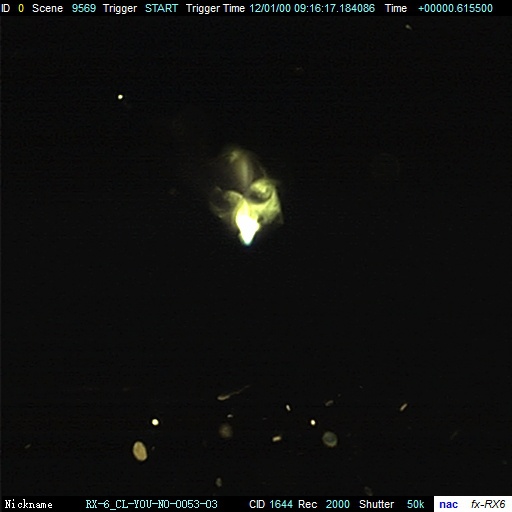 ID 0 Scene 9569 Trigger START Trigger Time 12/01/00 09:16:17.184086 Time +00000.615500
Nickname RX-6_CL-YOU-NO-0053-03 CID 1644 Rec 2000 Shutter 50k nac fx-RX6